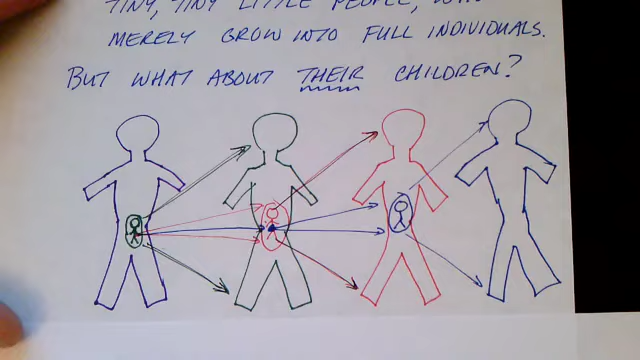 TINY, TINY LITTLE PEOPLE,
MERELY GROW INTO FULL INDIVIDUALS.
BUT WHAT ABOUT THEIR CHILDREN?